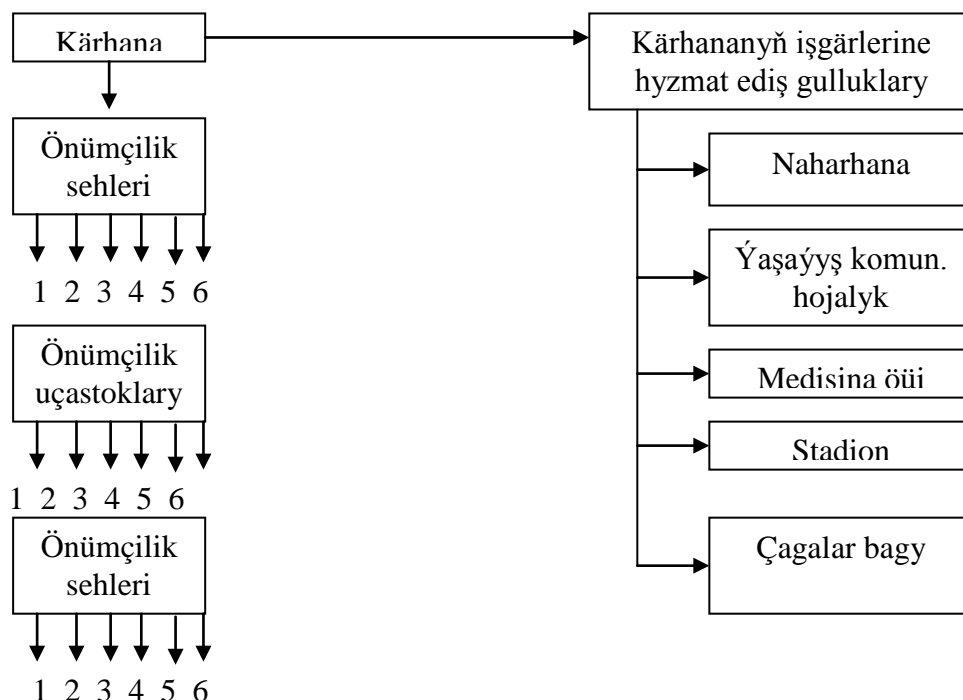 Kärhana
Önümçilik
sehleri
1 2 3 4 5 6
Önümçilik
uçastoklary
1 2 3 4 5 6
Önümçilik
sehleri
1 2 3 4 5 6
Kärhananyň işgärlerine
hyzmat ediş gulluklary
Naharhana
Ýaşaýyş komun.
hojalyk
Medisina öüi
Stadion
Çagalar bagy